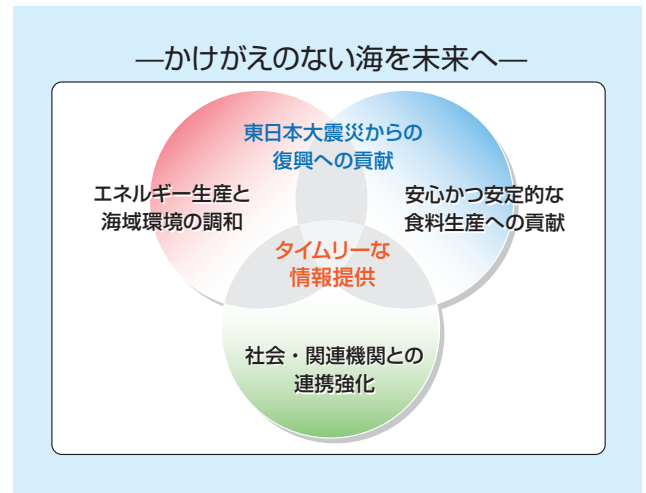 —かけがえのない海を未来へ—
東日本大震災からの
復興への貢献
エネルギー生産と
海域環境の調和
安心かつ安定的な
食料生産への貢献
タイムリーな
情報提供
社会・関連機関との
連携強化